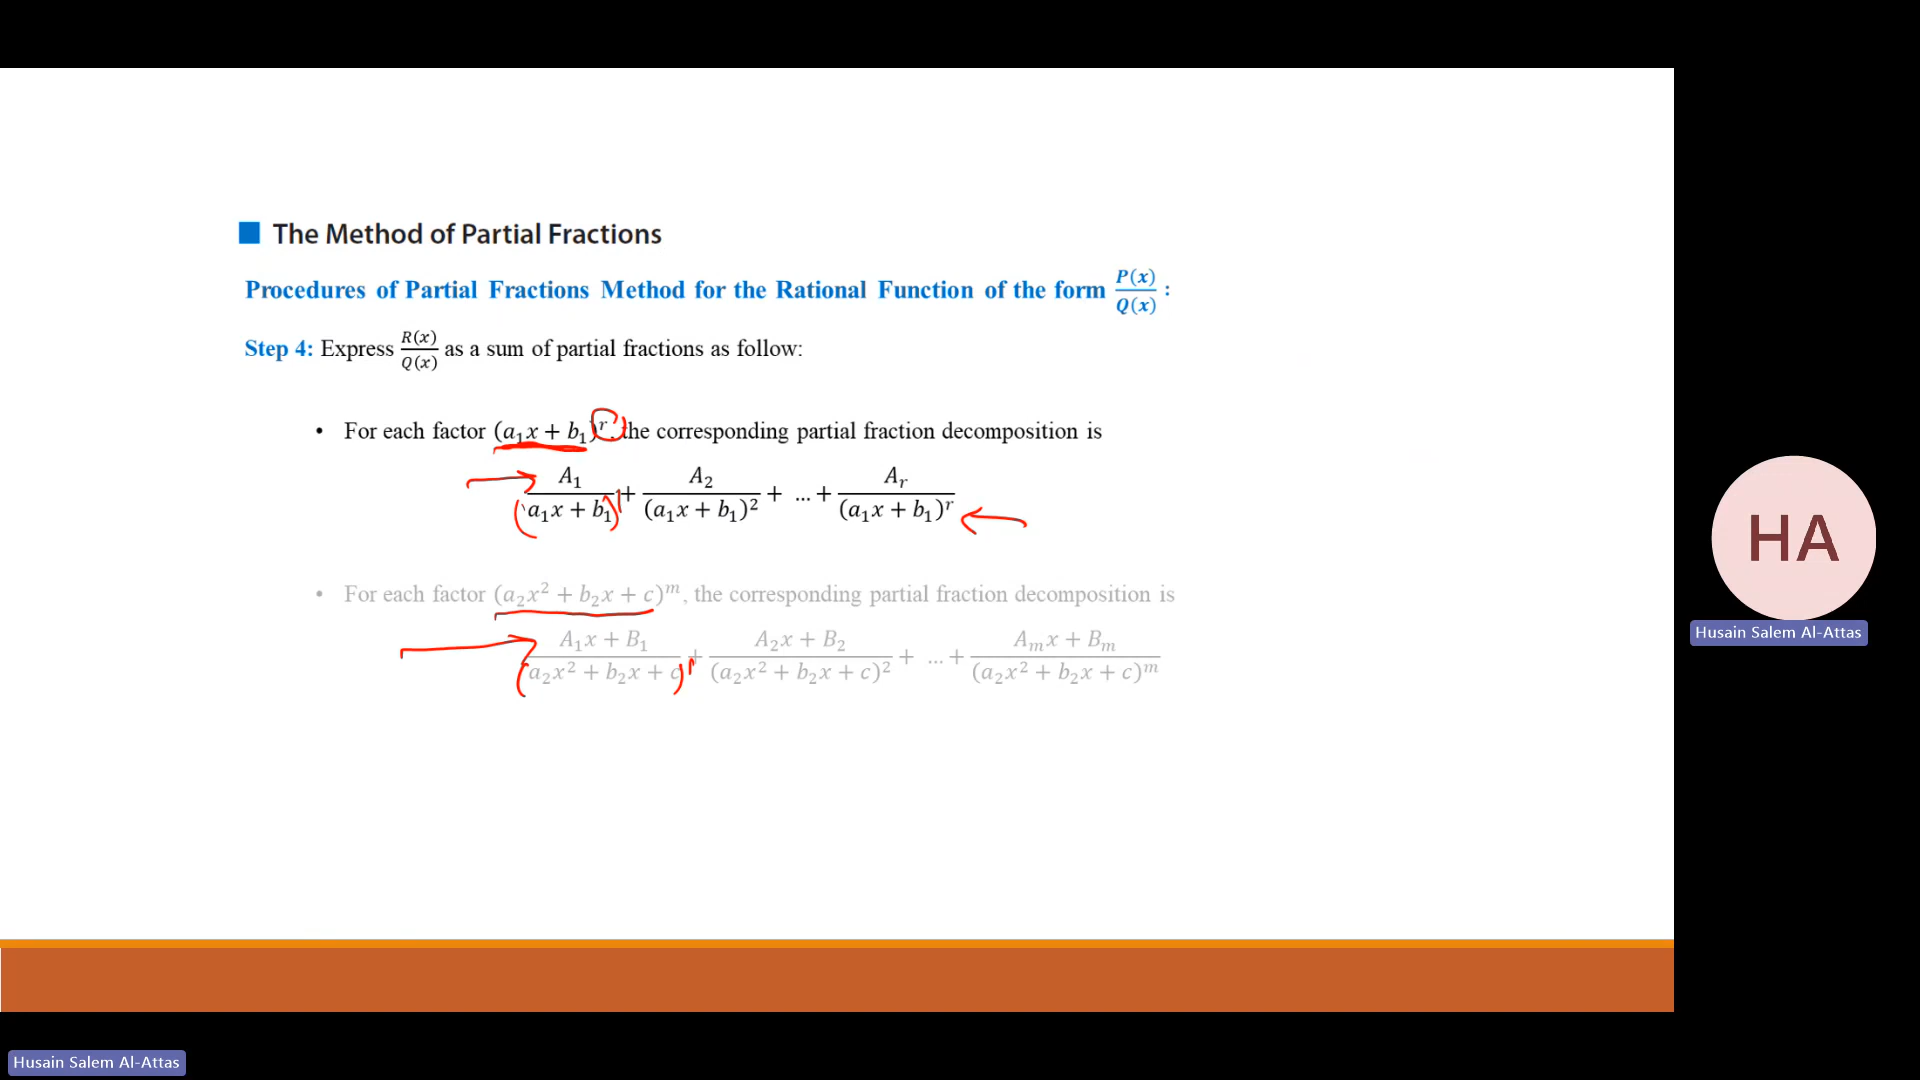 The Method of Partial Fractions
Procedures of Partial Fractions Method for the Rational Function of the form P(x)/Q(x) :
Step 4: Express R(x)/Q(x) as a sum of partial fractions as follow:
• For each factor (a₁x + b₁)ʳ, the corresponding partial fraction decomposition is
A₁/(a₁x + b₁)¹ + A₂/(a₁x + b₁)² + ... + Aᵣ/(a₁x + b₁)ʳ
• For each factor (a₂x² + b₂x + c)ᵐ, the corresponding partial fraction decomposition is
(A₁x + B₁)/(a₂x² + b₂x + c)¹ + (A₂x + B₂)/(a₂x² + b₂x + c)² + ... + (Aₘx + Bₘ)/(a₂x² + b₂x + c)ᵐ
HA
Husain Salem Al-Attas
Husain Salem Al-Attas